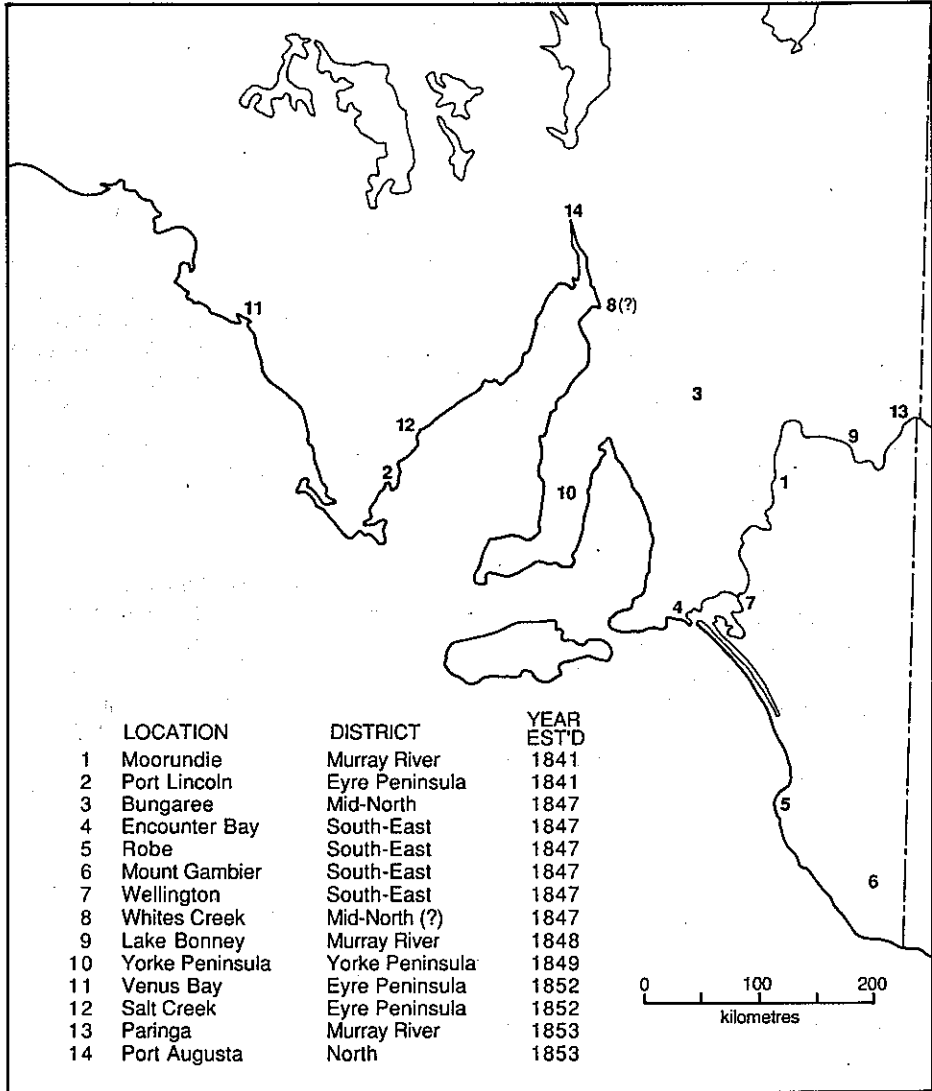 14
11
8(?)
3
12
13
9
2
1
10
4
7
LOCATION DISTRICT YEAR EST'D
1 Moorundie Murray River 1841
2 Port Lincoln Eyre Peninsula 1841
3 Bungaree Mid-North 1847
4 Encounter Bay South-East 1847
5 Robe South-East 1847
6 Mount Gambier South-East 1847
7 Wellington South-East 1847
8 Whites Creek Mid-North (?) 1847
9 Lake Bonney Murray River 1848
10 Yorke Peninsula Yorke Peninsula 1849
11 Venus Bay Eyre Peninsula 1852
12 Salt Creek Eyre Peninsula 1852
13 Paringa Murray River 1853
14 Port Augusta North 1853
5
6
0 100 200
kilometres